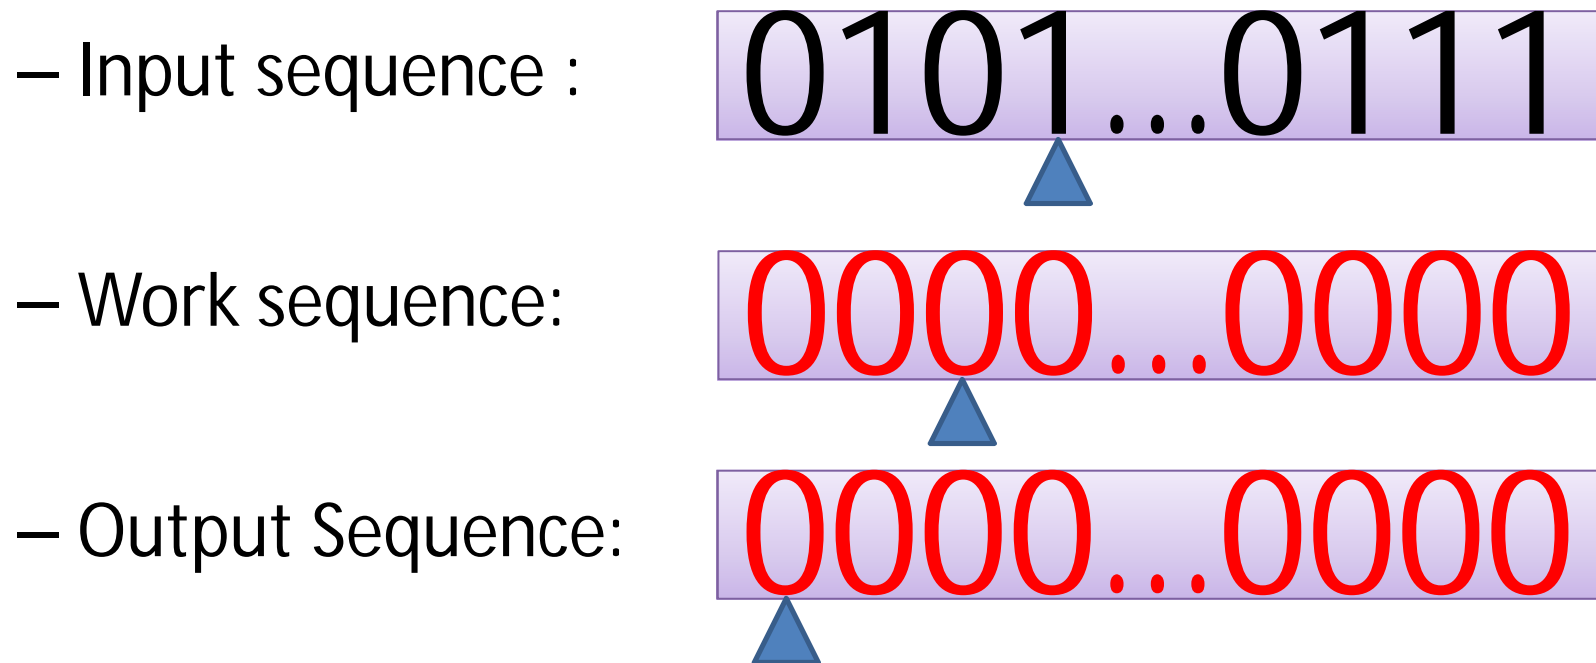 – Input sequence : 0101...0111
– Work sequence: 0000...0000
– Output Sequence: 0000...0000